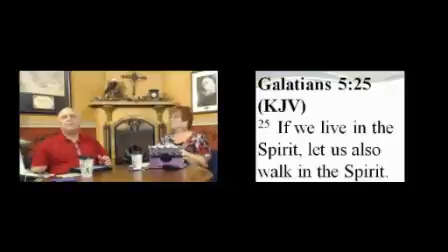 Galatians 5:25
(KJV)
25 If we live in the
Spirit, let us also
walk in the Spirit.